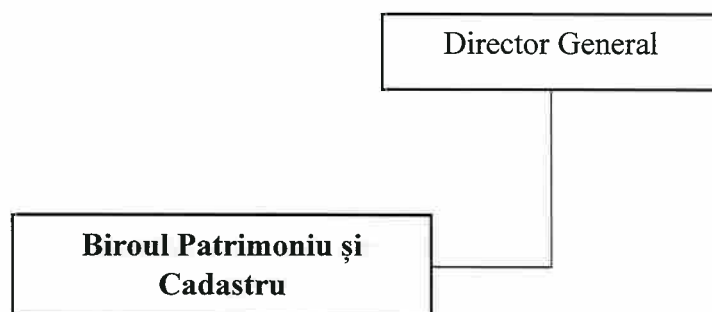 Director General
Biroul Patrimoniu și
Cadastru